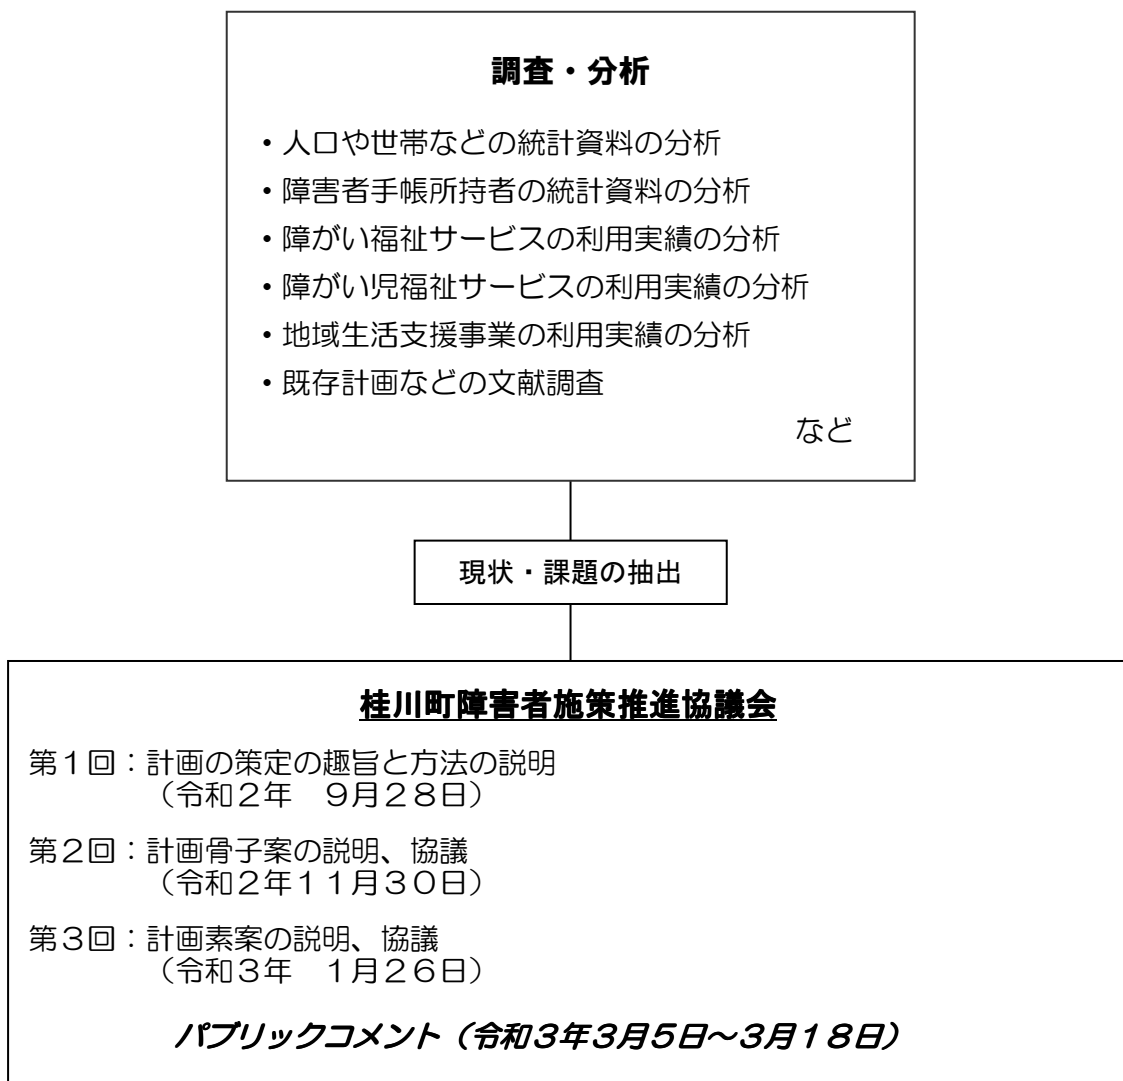 調査・分析
・人口や世帯などの統計資料の分析
・障害者手帳所持者の統計資料の分析
・障がい福祉サービスの利用実績の分析
・障がい児福祉サービスの利用実績の分析
・地域生活支援事業の利用実績の分析
・既存計画などの文献調査
など
現状・課題の抽出
桂川町障害者施策推進協議会
第1回：計画の策定の趣旨と方法の説明
（令和２年　９月２８日）
第2回：計画骨子案の説明、協議
（令和２年１１月３０日）
第3回：計画素案の説明、協議
（令和３年　１月２６日）
パブリックコメント（令和３年３月５日～３月１８日）